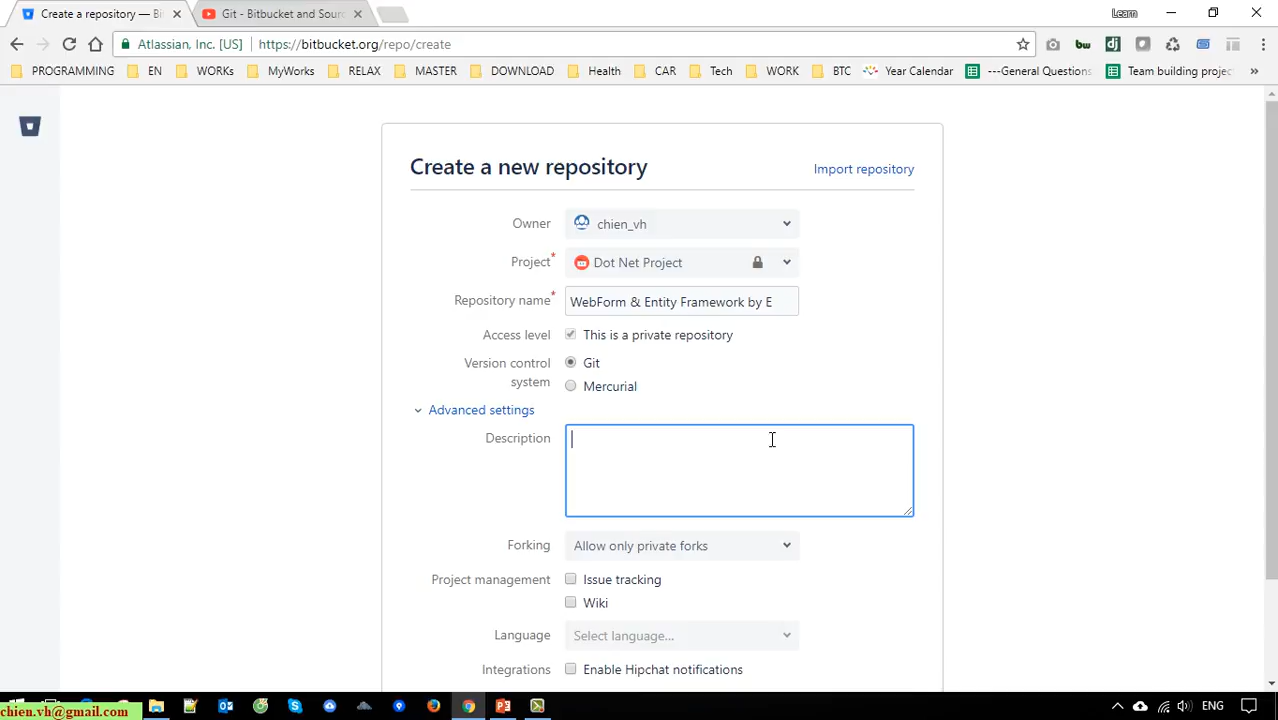 Create a repository — Bi
Git - Bitbucket and Sourc
Learn
Atlassian, Inc. [US]
https://bitbucket.org/repo/create
PROGRAMMING
EN
WORKs
MyWorks
RELAX
MASTER
DOWNLOAD
Health
CAR
Tech
WORK
BTC
Year Calendar
---General Questions
Team building projec
»
Create a new repository
Import repository
Owner
chien_vh
Project*
Dot Net Project
Repository name*
WebForm & Entity Framework by E
Access level
This is a private repository
Version control
system
Git
Mercurial
Advanced settings
Description
Forking
Allow only private forks
Project management
Issue tracking
Wiki
Language
Select language...
Integrations
Enable Hipchat notifications
chien.vh@gmail.com
ENG